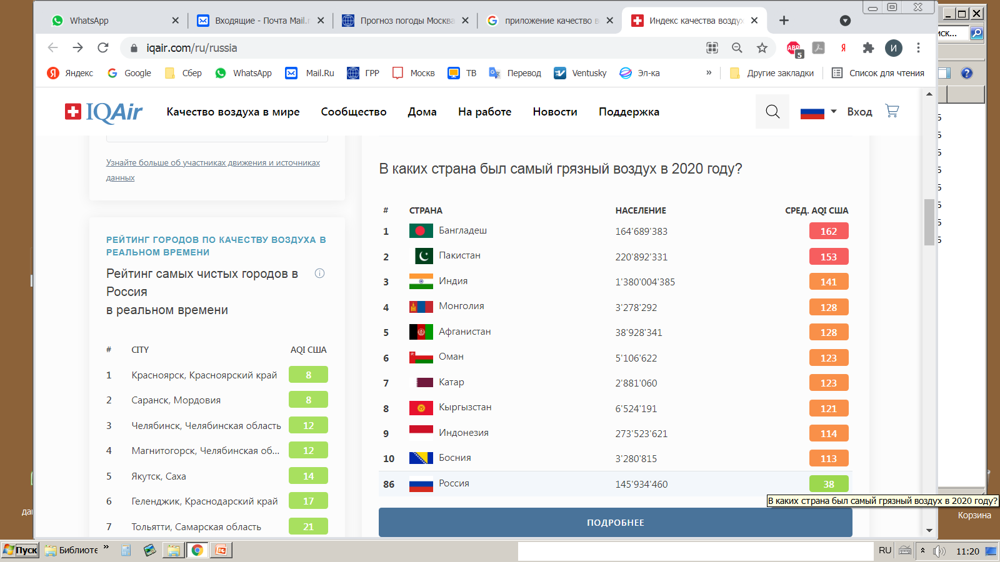 WhatsApp
Входящие - Почта Mail.r
Прогноз погоды Москва
приложение качество в
Индекс качества воздух
iqair.com/ru/russia
ABP
5
Я
И
иск...
Яндекс
Google
Сбер
WhatsApp
Mail.Ru
ГРР
Москв
ТВ
Перевод
Ventusky
Эл-ка
»
Другие закладки
Список для чтения
IQAir
Качество воздуха в мире
Сообщество
Дома
На работе
Новости
Поддержка
Вход
Узнайте больше об участниках движения и источниках
данных
РЕЙТИНГ ГОРОДОВ ПО КАЧЕСТВУ ВОЗДУХА В
РЕАЛЬНОМ ВРЕМЕНИ
Рейтинг самых чистых городов в
Россия
в реальном времени
# CITY AQI США
1 Красноярск, Красноярский край 8
2 Саранск, Мордовия 8
3 Челябинск, Челябинская область 12
4 Магнитогорск, Челябинская об... 12
5 Якутск, Саха 14
6 Геленджик, Краснодарский край 17
7 Тольятти, Самарская область 21
В каких страна был самый грязный воздух в 2020 году?
# СТРАНА НАСЕЛЕНИЕ СРЕД. AQI США
1 Бангладеш 164'689'383 162
2 Пакистан 220'892'331 153
3 Индия 1'380'004'385 141
4 Монголия 3'278'292 128
5 Афганистан 38'928'341 128
6 Оман 5'106'622 123
7 Катар 2'881'060 123
8 Кыргызстан 6'524'191 121
9 Индонезия 273'523'621 114
10 Босния 3'280'815 113
86 Россия 145'934'460 38
В каких страна был самый грязный воздух в 2020 году?
ПОДРОБНЕЕ
Корзина
Пуск
Библиоте
»
RU
11:20